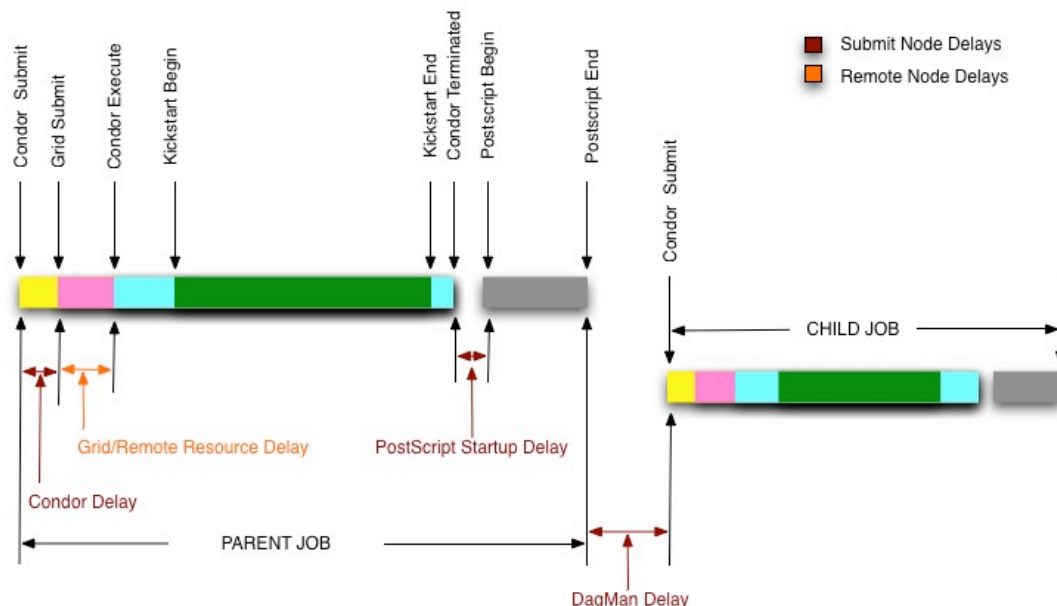 Submit Node Delays
Remote Node Delays
Condor Submit
Grid Submit
Condor Execute
Kickstart Begin
Kickstart End
Condor Terminated
Postscript Begin
Postscript End
Condor Submit
CHILD JOB
Grid/Remote Resource Delay
PostScript Startup Delay
Condor Delay
PARENT JOB
DagMan Delay